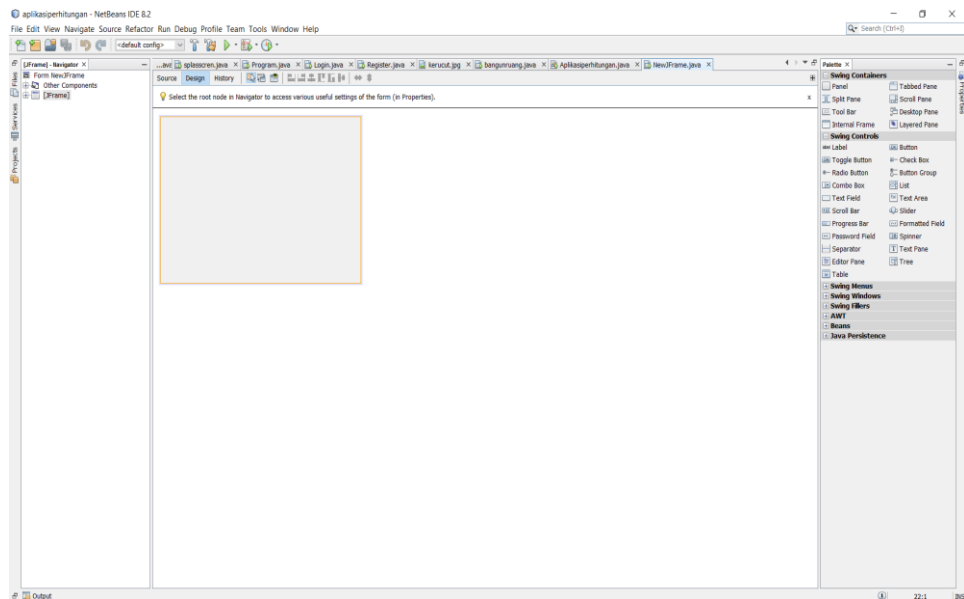 aplikasiperhitungan - NetBeans IDE 8.2
File Edit View Navigate Source Refactor Run Debug Profile Team Tools Window Help
Search (Ctrl+I)
<default config>
[JFrame] - Navigator
Form NewJFrame
Other Components
[JFrame]
Files
Services
Projects
...ava splesscren.java Program.java Login.java Register.java kerucut.jpg bangunruang.java Aplikasiperhitungan.java NewJFrame.java
Source Design History
Select the root node in Navigator to access various useful settings of the form (in Properties).
Palette
Swing Containers
Panel Tabbed Pane
Split Pane Scroll Pane
Tool Bar Desktop Pane
Internal Frame Layered Pane
Swing Controls
Label Button
Toggle Button Check Box
Radio Button Button Group
Combo Box List
Text Field Text Area
Scroll Bar Slider
Progress Bar Formatted Field
Password Field Spinner
Separator Text Pane
Editor Pane Tree
Table
Swing Menus
Swing Windows
Swing Fillers
AWT
Beans
Java Persistence
Properties
Output
22:1 INS